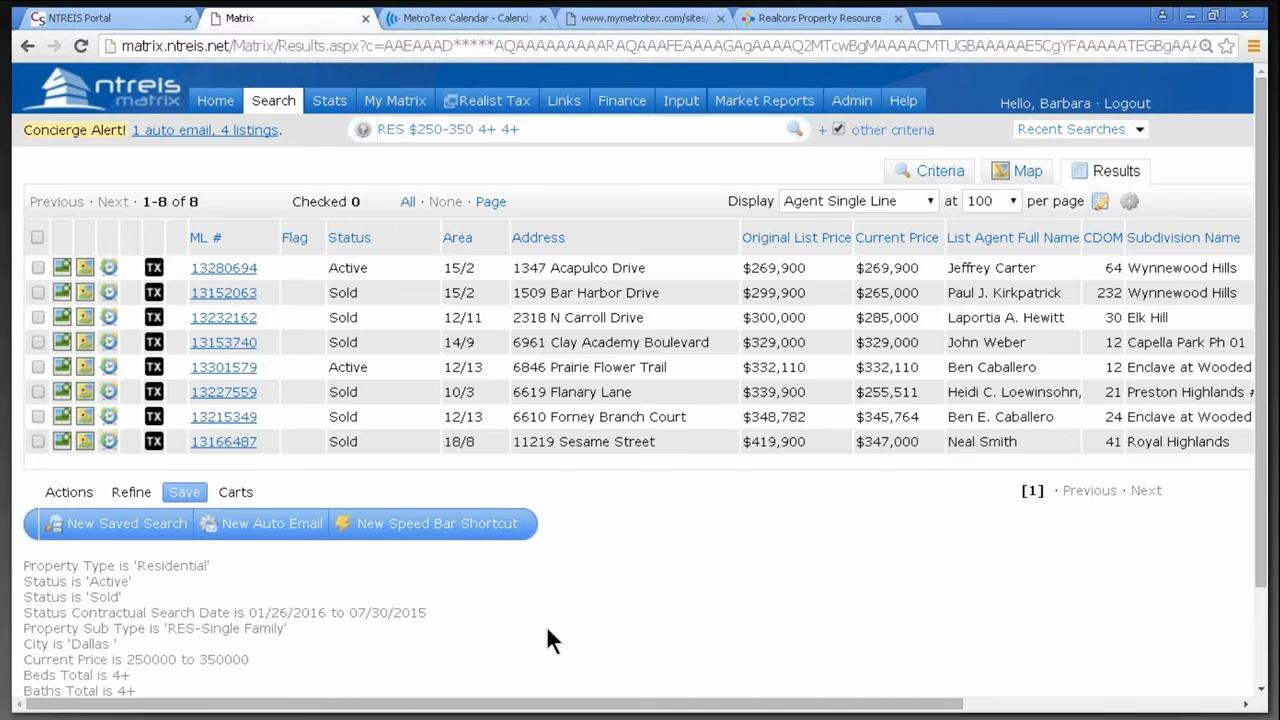 NTREIS Portal
Matrix
MetroTex Calendar - Calenda
www.mymetrotex.com/sites/
Realtors Property Resource
matrix.ntreis.net/Matrix/Results.aspx?c=AAEAAAD*****AQAAAAAAAAARAQAAAFEAAAAGAgAAAAQ2MTcwBgMAAAACMTUGBAAAAAE5CgYFAAAAATEGBgAA
ntreis
matrix
Home Search Stats My Matrix Realist Tax Links Finance Input Market Reports Admin Help
Hello, Barbara · Logout
Concierge Alert! 1 auto email, 4 listings.
RES $250-350 4+ 4+
+ other criteria
Recent Searches
Criteria Map Results
Previous · Next · 1-8 of 8 Checked 0 All · None · Page
Display Agent Single Line at 100 per page
ML # Flag Status Area Address Original List Price Current Price List Agent Full Name CDOM Subdivision Name
TX 13280694 Active 15/2 1347 Acapulco Drive $269,900 $269,900 Jeffrey Carter 64 Wynnewood Hills
TX 13152063 Sold 15/2 1509 Bar Harbor Drive $299,900 $265,000 Paul J. Kirkpatrick 232 Wynnewood Hills
TX 13232162 Sold 12/11 2318 N Carroll Drive $300,000 $285,000 Laportia A. Hewitt 30 Elk Hill
TX 13153740 Sold 14/9 6961 Clay Academy Boulevard $329,000 $329,000 John Weber 12 Capella Park Ph 01
TX 13301579 Active 12/13 6846 Prairie Flower Trail $332,110 $332,110 Ben Caballero 12 Enclave at Wooded
TX 13227559 Sold 10/3 6619 Flanary Lane $339,900 $255,511 Heidi C. Loewinsohn, 21 Preston Highlands #
TX 13215349 Sold 12/13 6610 Forney Branch Court $348,782 $345,764 Ben E. Caballero 24 Enclave at Wooded
TX 13166487 Sold 18/8 11219 Sesame Street $419,900 $347,000 Neal Smith 41 Royal Highlands
Actions Refine Save Carts
[1] · Previous · Next
New Saved Search New Auto Email New Speed Bar Shortcut
Property Type is 'Residential'
Status is 'Active'
Status is 'Sold'
Status Contractual Search Date is 01/26/2016 to 07/30/2015
Property Sub Type is 'RES-Single Family'
City is 'Dallas '
Current Price is 250000 to 350000
Beds Total is 4+
Baths Total is 4+